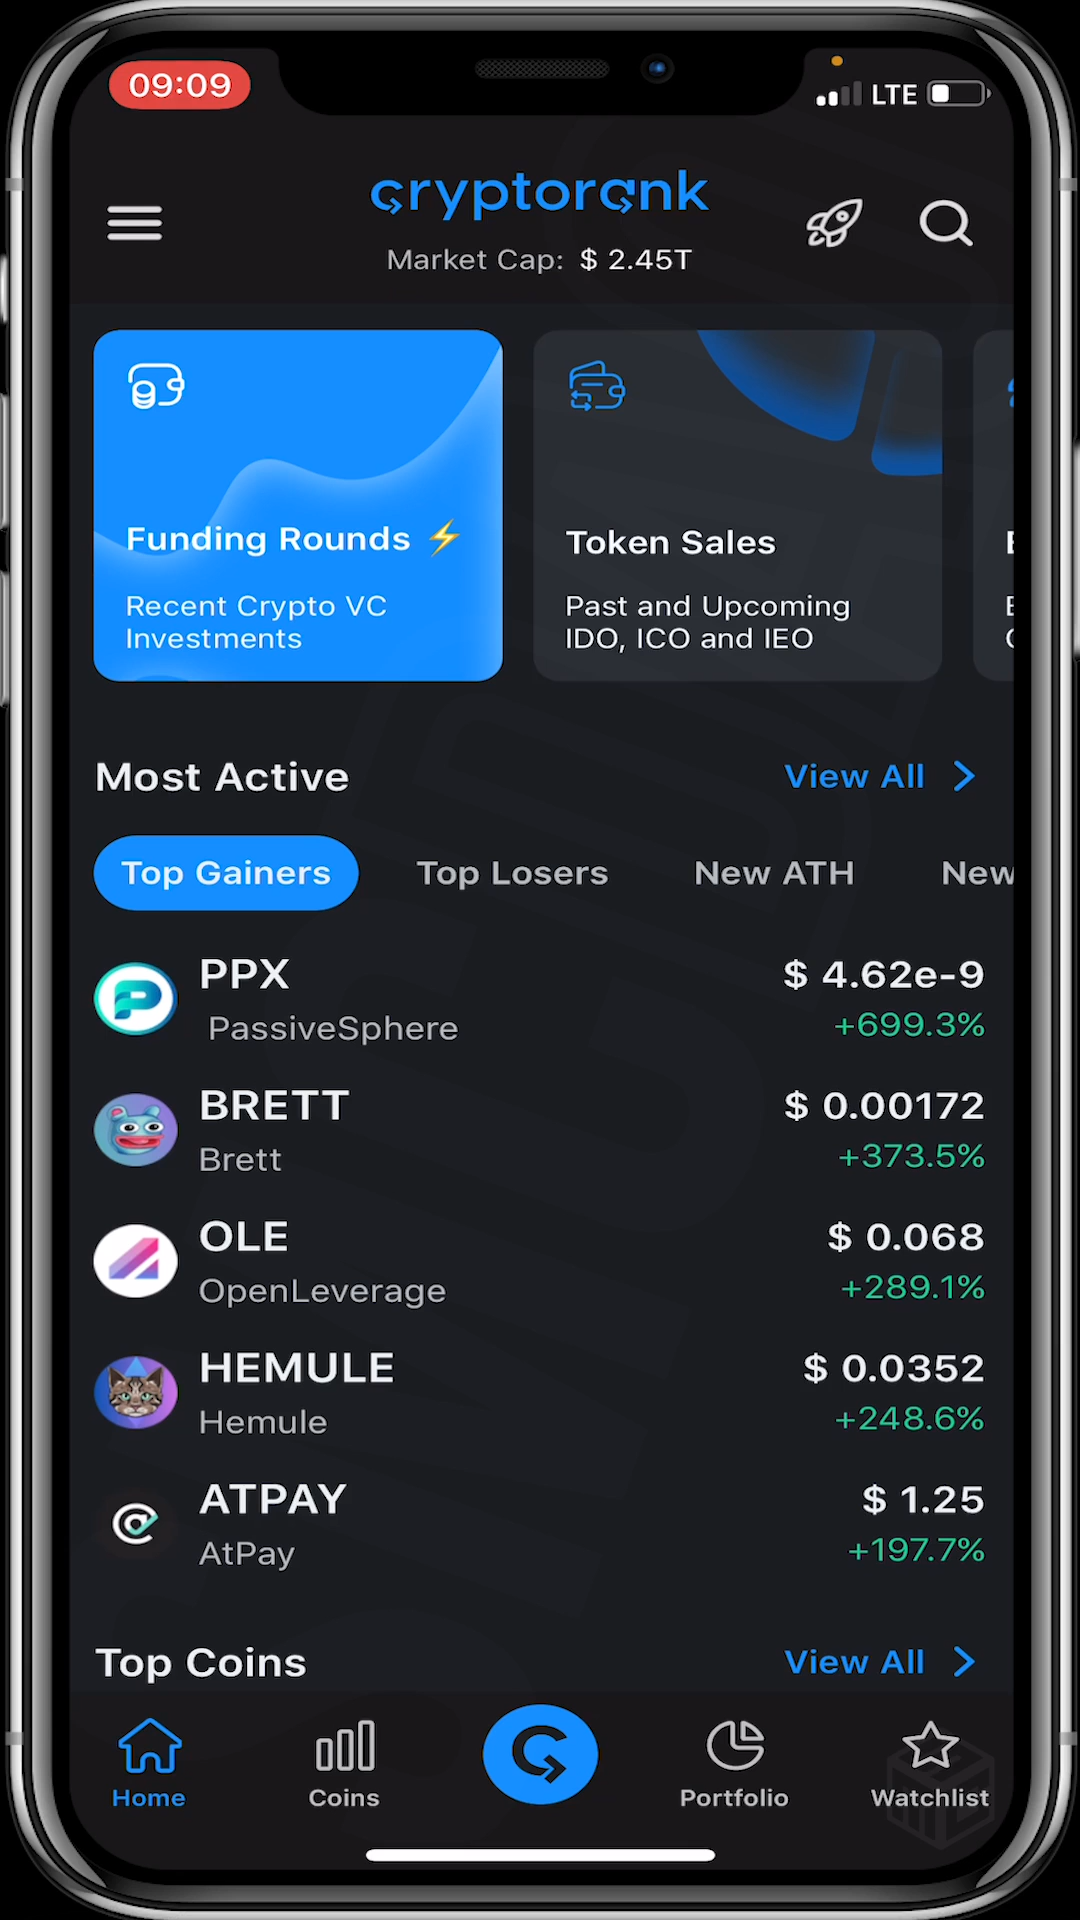 09:09
LTE
cryptorank
Market Cap: $ 2.45T
Funding Rounds ⚡
Recent Crypto VC
Investments
Token Sales
Past and Upcoming
IDO, ICO and IEO
Most Active
View All
Top Gainers
Top Losers
New ATH
New
PPX
$ 4.62e-9
PassiveSphere
+699.3%
BRETT
$ 0.00172
Brett
+373.5%
OLE
$ 0.068
OpenLeverage
+289.1%
HEMULE
$ 0.0352
Hemule
+248.6%
ATPAY
$ 1.25
AtPay
+197.7%
Top Coins
View All
Home
Coins
Portfolio
Watchlist